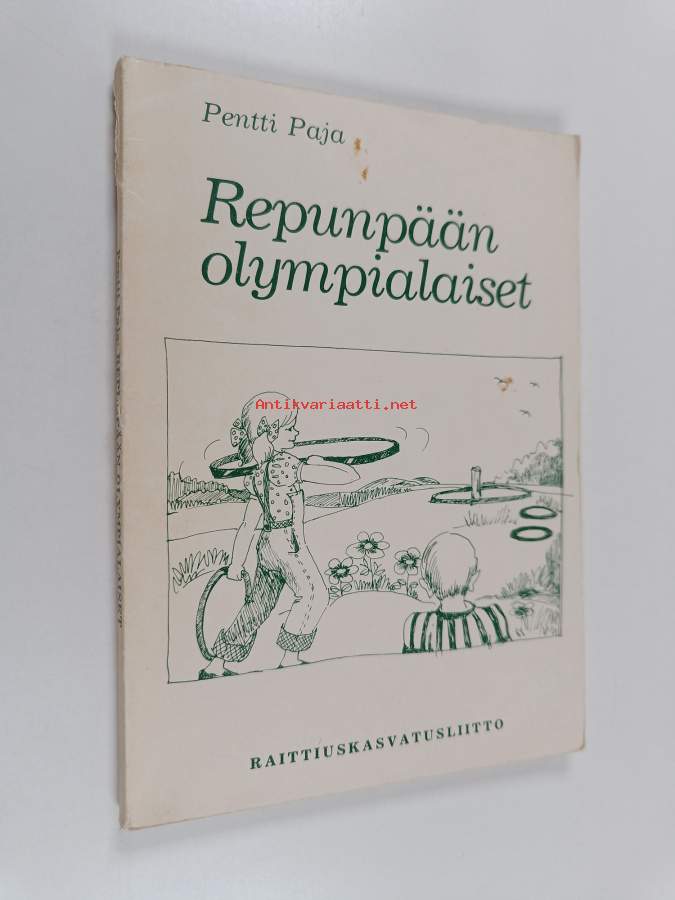 Pentti Paja
Repunpään
olympialaiset
Antikvariaatti.net
RAITTIUSKASVATUSLIITTO
Pentti Paja REPUNPÄÄN OLYMPIALAISET